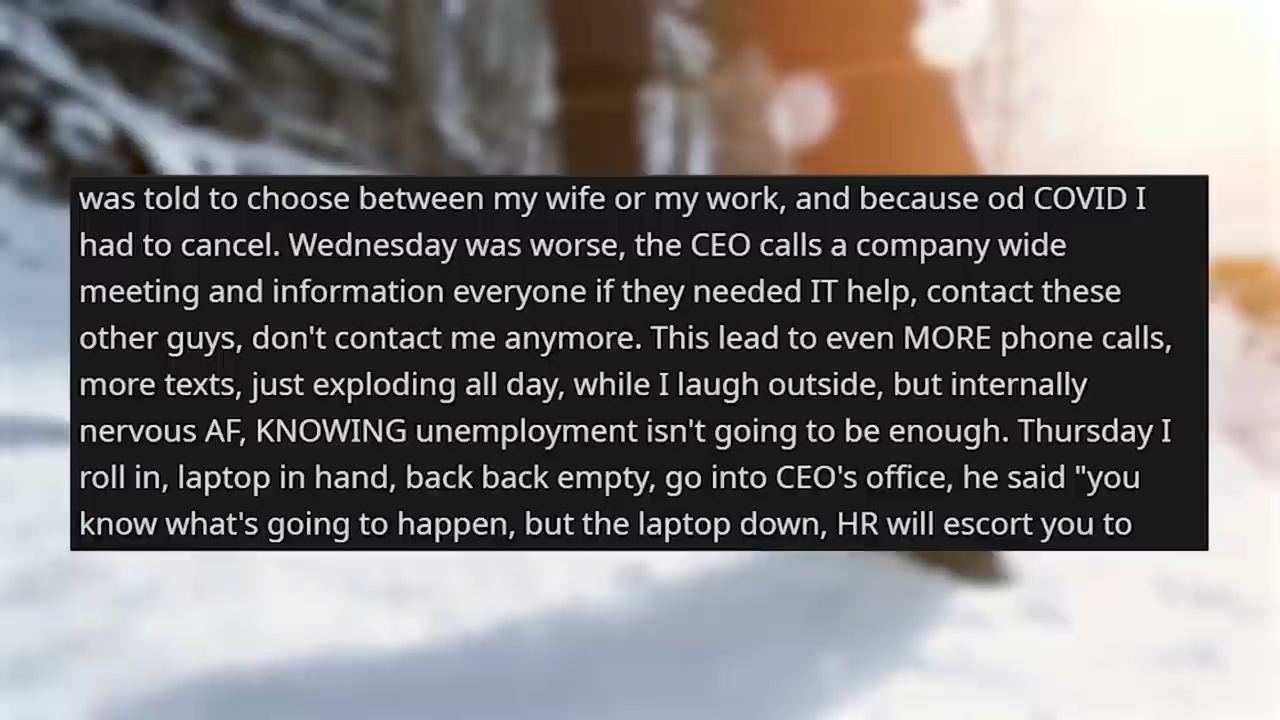 was told to choose between my wife or my work, and because od COVID I
had to cancel. Wednesday was worse, the CEO calls a company wide
meeting and information everyone if they needed IT help, contact these
other guys, don't contact me anymore. This lead to even MORE phone calls,
more texts, just exploding all day, while I laugh outside, but internally
nervous AF, KNOWING unemployment isn't going to be enough. Thursday I
roll in, laptop in hand, back back empty, go into CEO's office, he said "you
know what's going to happen, but the laptop down, HR will escort you to